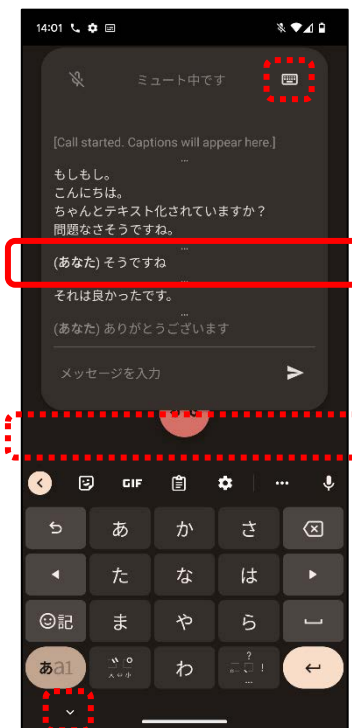 14:01
ミュート中です
[Call started. Captions will appear here.]
...
もしもし。
こんにちは。
ちゃんとテキスト化されていますか？
問題なさそうですね。
...
(あなた) そうですね
...
それは良かったです。
...
(あなた) ありがとうございます
メッセージを入力
GIF
あ か さ
た な は
☺記 ま や ら
あa1 わ 、。?!